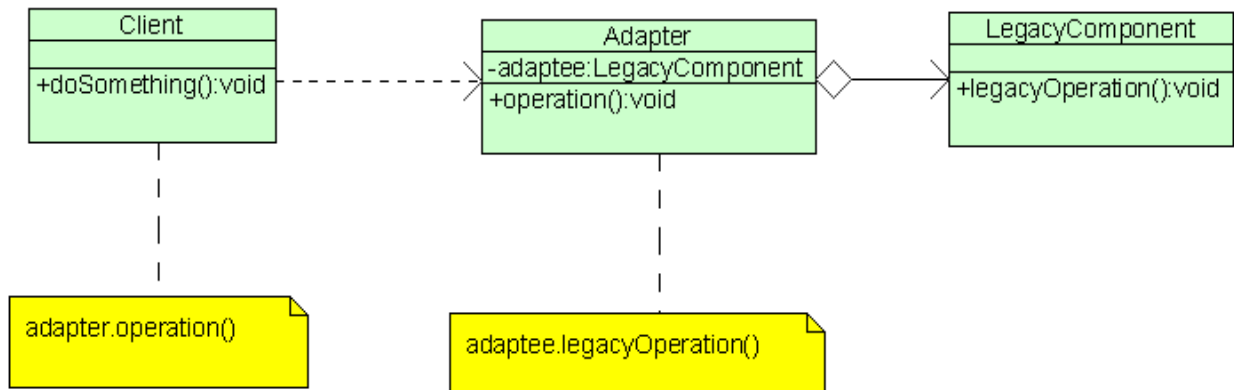 Client
+doSomething():void
Adapter
-adaptee:LegacyComponent
+operation():void
LegacyComponent
+legacyOperation():void
adapter.operation()
adaptee.legacyOperation()